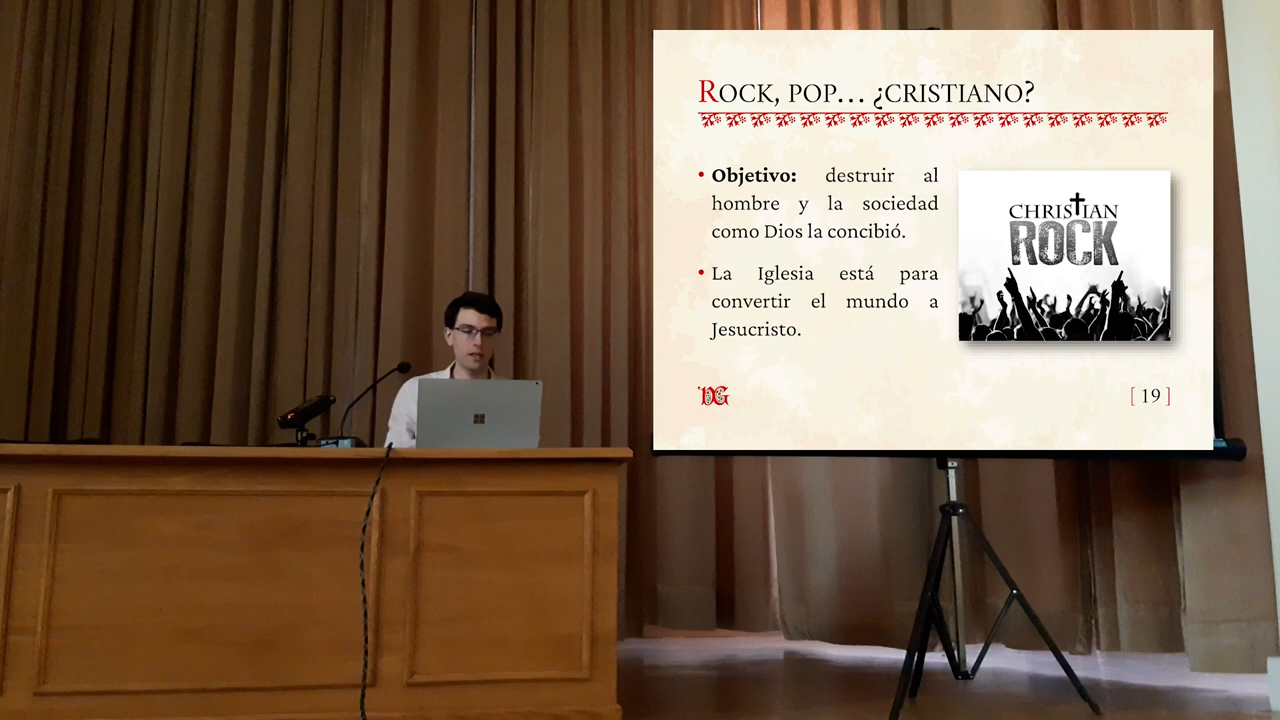 ROCK, POP... ¿CRISTIANO?
• Objetivo: destruir al
hombre y la sociedad
como Dios la concibió.
• La Iglesia está para
convertir el mundo a
Jesucristo.
CHRISTIAN
ROCK
DG
[ 19 ]